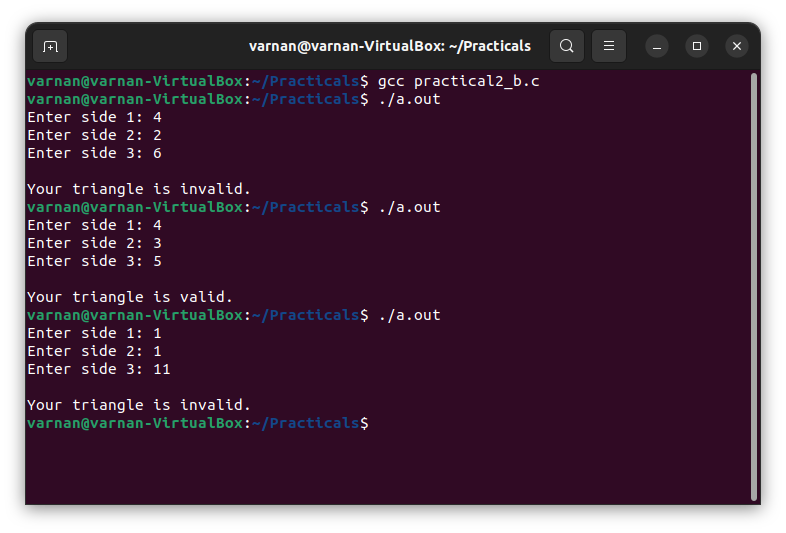 varnan@varnan-VirtualBox: ~/Practicals
varnan@varnan-VirtualBox:~/Practicals$ gcc practical2_b.c
varnan@varnan-VirtualBox:~/Practicals$ ./a.out
Enter side 1: 4
Enter side 2: 2
Enter side 3: 6
Your triangle is invalid.
varnan@varnan-VirtualBox:~/Practicals$ ./a.out
Enter side 1: 4
Enter side 2: 3
Enter side 3: 5
Your triangle is valid.
varnan@varnan-VirtualBox:~/Practicals$ ./a.out
Enter side 1: 1
Enter side 2: 1
Enter side 3: 11
Your triangle is invalid.
varnan@varnan-VirtualBox:~/Practicals$